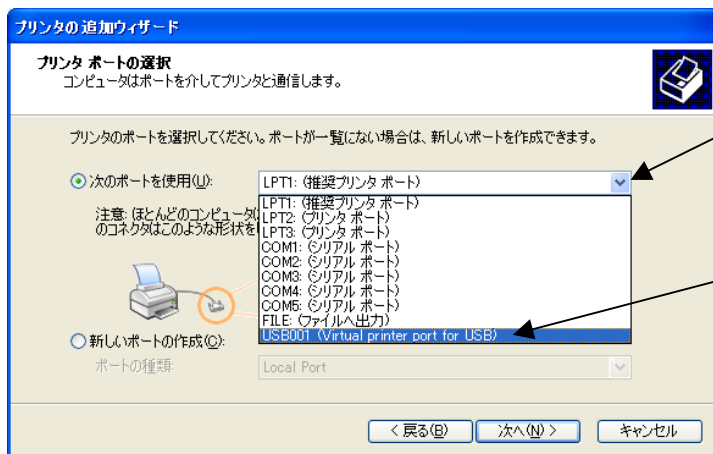 プリンタの追加ウィザード
プリンタ ポートの選択
コンピュータはポートを介してプリンタと通信します。
プリンタのポートを選択してください。ポートが一覧にない場合は、新しいポートを作成できます。
次のポートを使用(U): LPT1: (推奨プリンタ ポート)
LPT1: (推奨プリンタ ポート)
注意: ほとんどのコンピュータ LPT2: (プリンタ ポート)
のコネクタはこのような形状を LPT3: (プリンタ ポート)
COM1: (シリアル ポート)
COM2: (シリアル ポート)
COM3: (シリアル ポート)
COM4: (シリアル ポート)
COM5: (シリアル ポート)
FILE: (ファイルへ出力)
USB001 (Virtual printer port for USB)
新しいポートの作成(C):
ポートの種類: Local Port
< 戻る(B) 次へ(N) > キャンセル